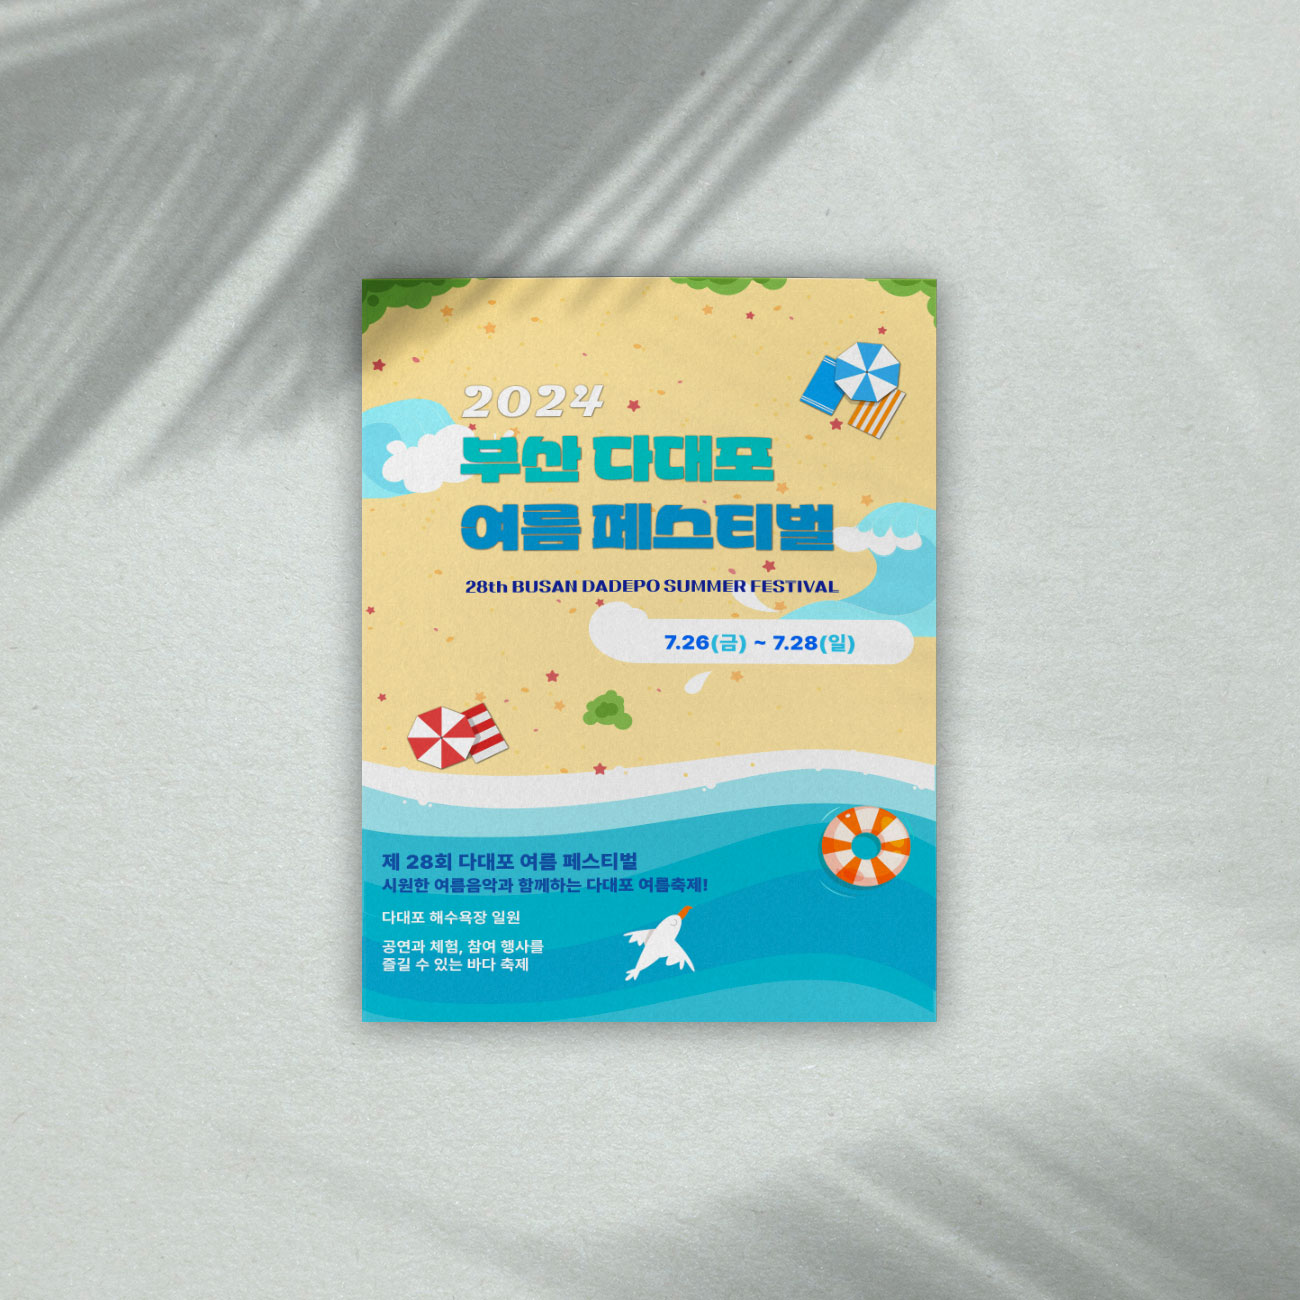 2024
부산 다대포
여름 페스티벌
28th BUSAN DADEPO SUMMER FESTIVAL
7.26(금) ~ 7.28(일)
제 28회 다대포 여름 페스티벌
시원한 여름음악과 함께하는 다대포 여름축제!
다대포 해수욕장 일원
공연과 체험, 참여 행사를
즐길 수 있는 바다 축제